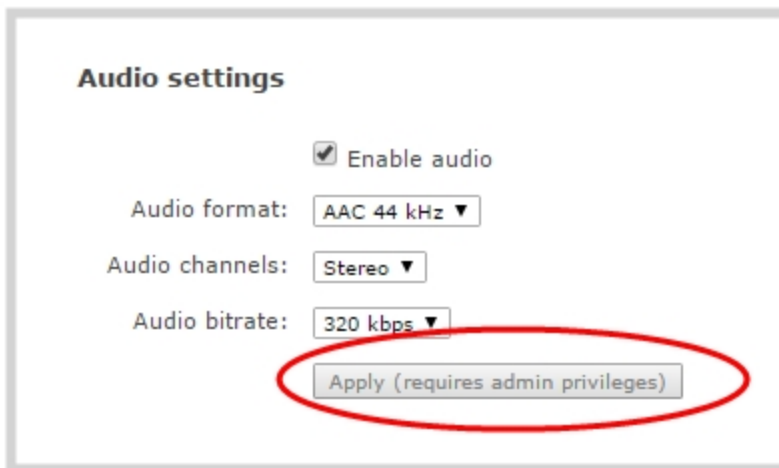 Audio settings
Enable audio
Audio format: AAC 44 kHz
Audio channels: Stereo
Audio bitrate: 320 kbps
Apply (requires admin privileges)